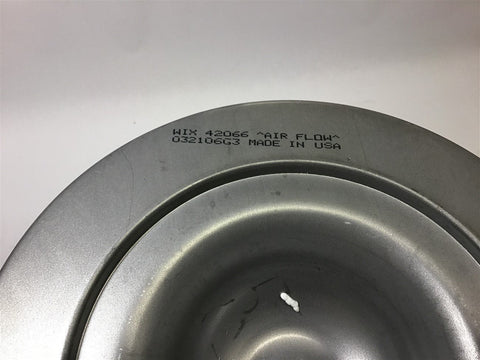 WIX 42066 ^AIR FLOW^
032106G3 MADE IN USA